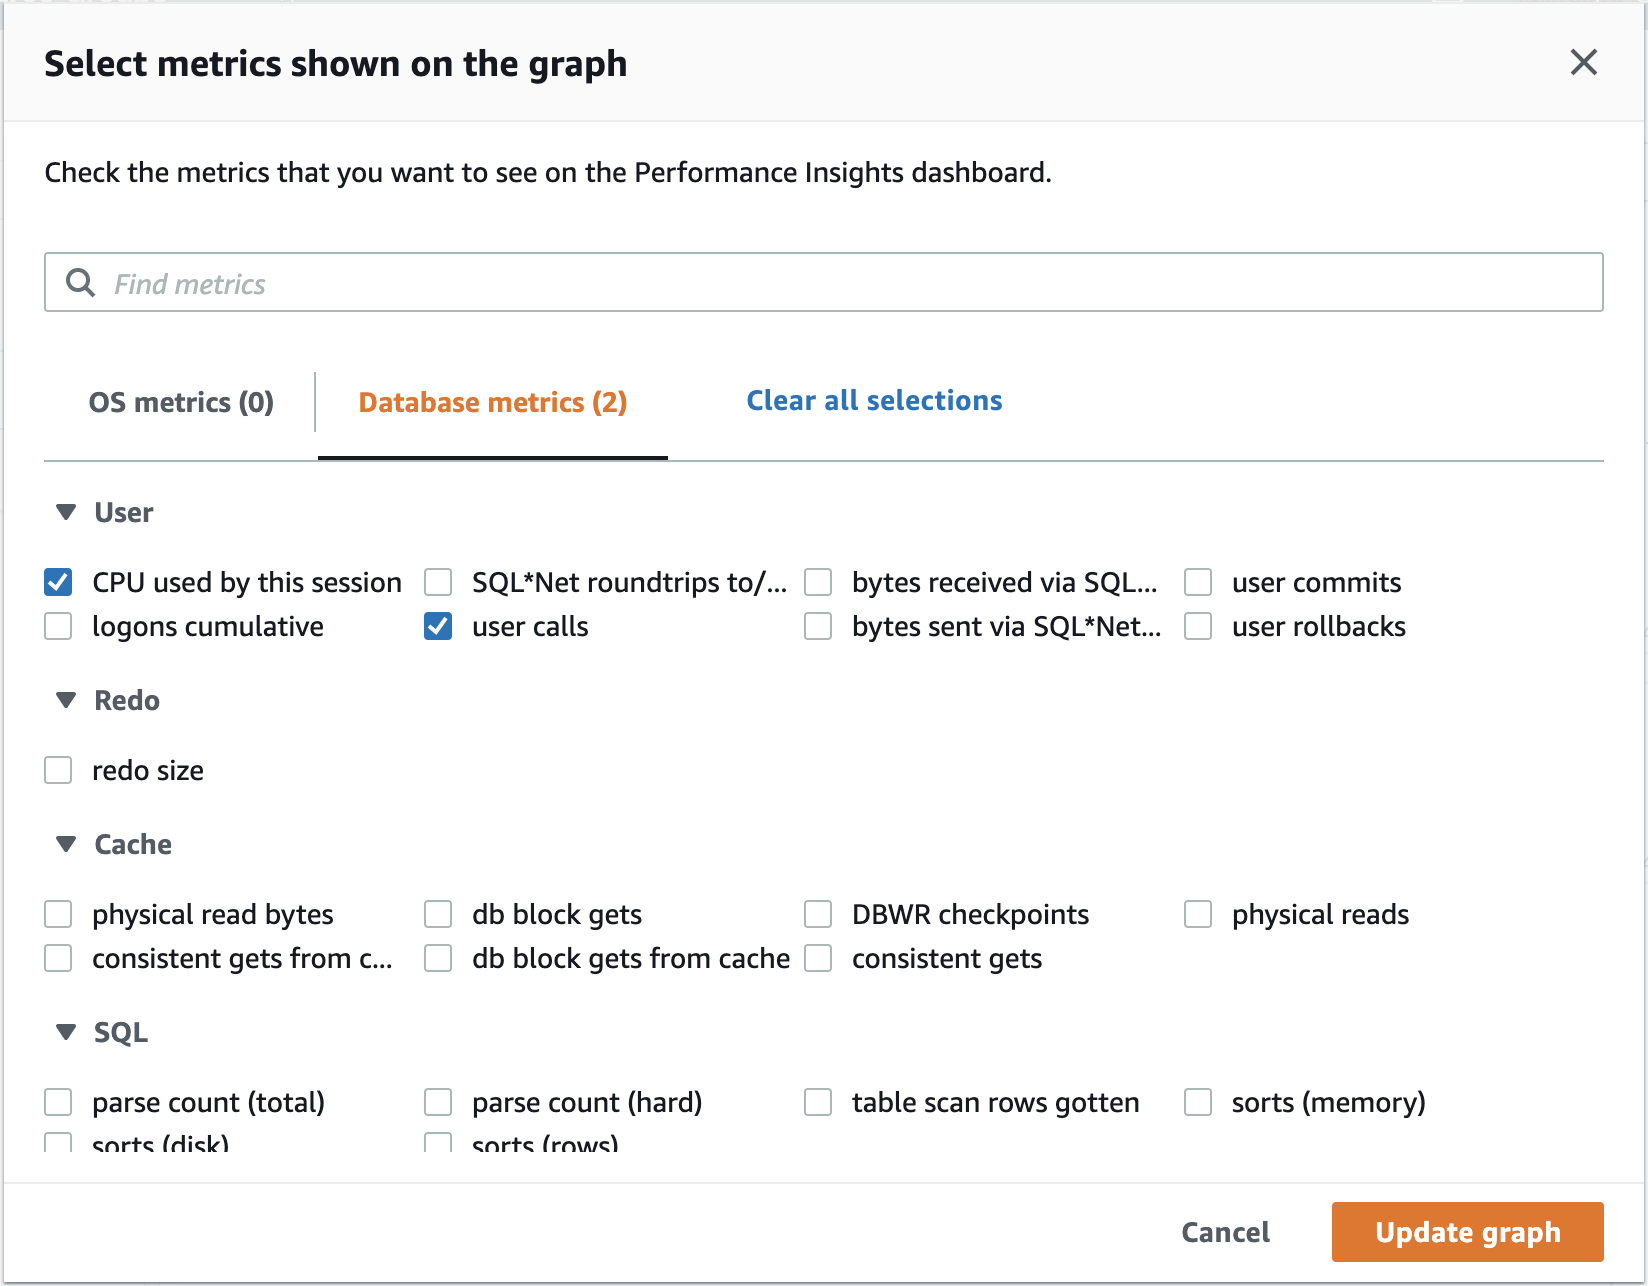 Select metrics shown on the graph
Check the metrics that you want to see on the Performance Insights dashboard.
Find metrics
OS metrics (0) Database metrics (2) Clear all selections
User
CPU used by this session SQL*Net roundtrips to/... bytes received via SQL... user commits
logons cumulative user calls bytes sent via SQL*Net... user rollbacks
Redo
redo size
Cache
physical read bytes db block gets DBWR checkpoints physical reads
consistent gets from c... db block gets from cache consistent gets
SQL
parse count (total) parse count (hard) table scan rows gotten sorts (memory)
sorts (disk) sorts (rows)
Cancel Update graph